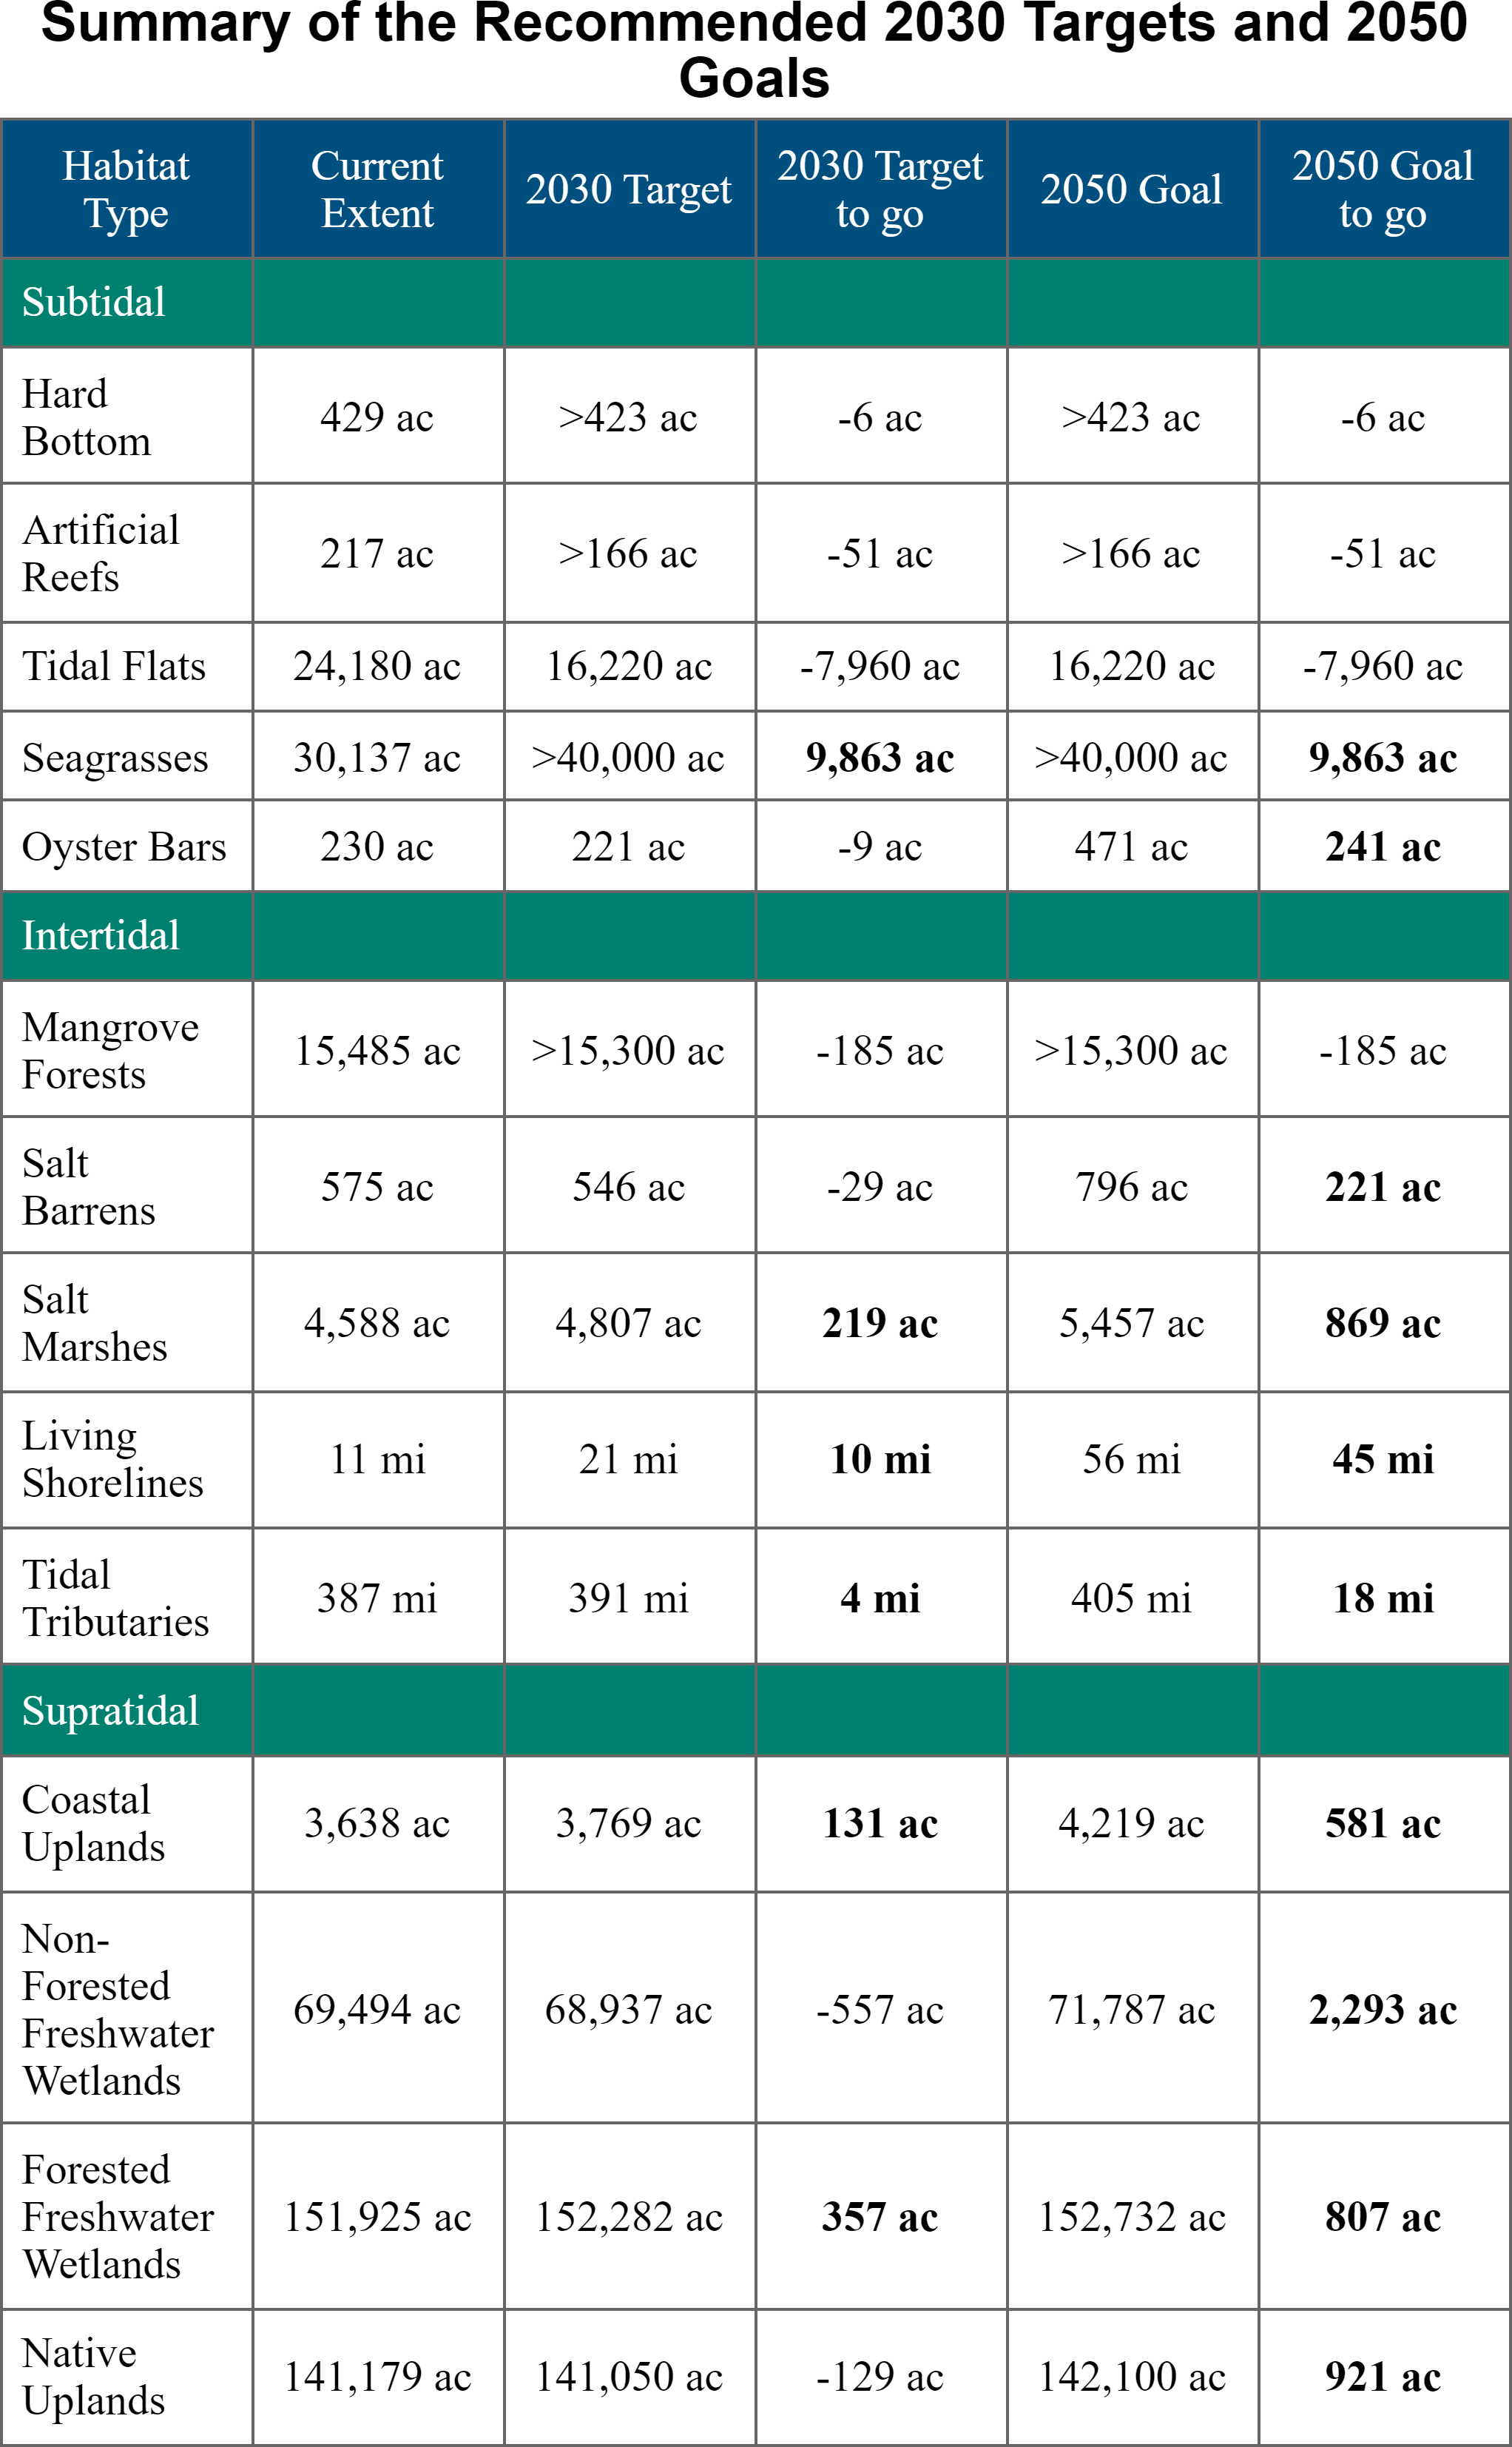 Summary of the Recommended 2030 Targets and 2050
Goals
Habitat
Type
Current
Extent
2030 Target
2030 Target
to go
2050 Goal
2050 Goal
to go
Subtidal
Hard
Bottom
429 ac
>423 ac
-6 ac
>423 ac
-6 ac
Artificial
Reefs
217 ac
>166 ac
-51 ac
>166 ac
-51 ac
Tidal Flats
24,180 ac
16,220 ac
-7,960 ac
16,220 ac
-7,960 ac
Seagrasses
30,137 ac
>40,000 ac
9,863 ac
>40,000 ac
9,863 ac
Oyster Bars
230 ac
221 ac
-9 ac
471 ac
241 ac
Intertidal
Mangrove
Forests
15,485 ac
>15,300 ac
-185 ac
>15,300 ac
-185 ac
Salt
Barrens
575 ac
546 ac
-29 ac
796 ac
221 ac
Salt
Marshes
4,588 ac
4,807 ac
219 ac
5,457 ac
869 ac
Living
Shorelines
11 mi
21 mi
10 mi
56 mi
45 mi
Tidal
Tributaries
387 mi
391 mi
4 mi
405 mi
18 mi
Supratidal
Coastal
Uplands
3,638 ac
3,769 ac
131 ac
4,219 ac
581 ac
Non-
Forested
Freshwater
Wetlands
69,494 ac
68,937 ac
-557 ac
71,787 ac
2,293 ac
Forested
Freshwater
Wetlands
151,925 ac
152,282 ac
357 ac
152,732 ac
807 ac
Native
Uplands
141,179 ac
141,050 ac
-129 ac
142,100 ac
921 ac